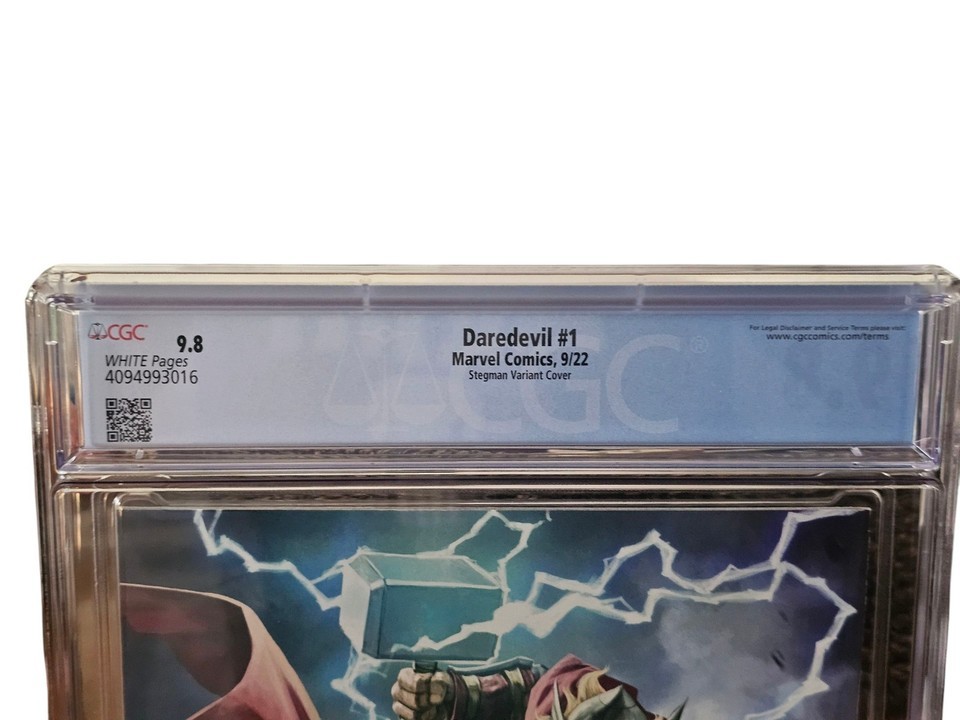 CGC
9.8
WHITE Pages
4094993016
Daredevil #1
Marvel Comics, 9/22
Stegman Variant Cover
CGC®
For Legal Disclaimer and Service Terms please visit:
www.cgccomics.com/terms